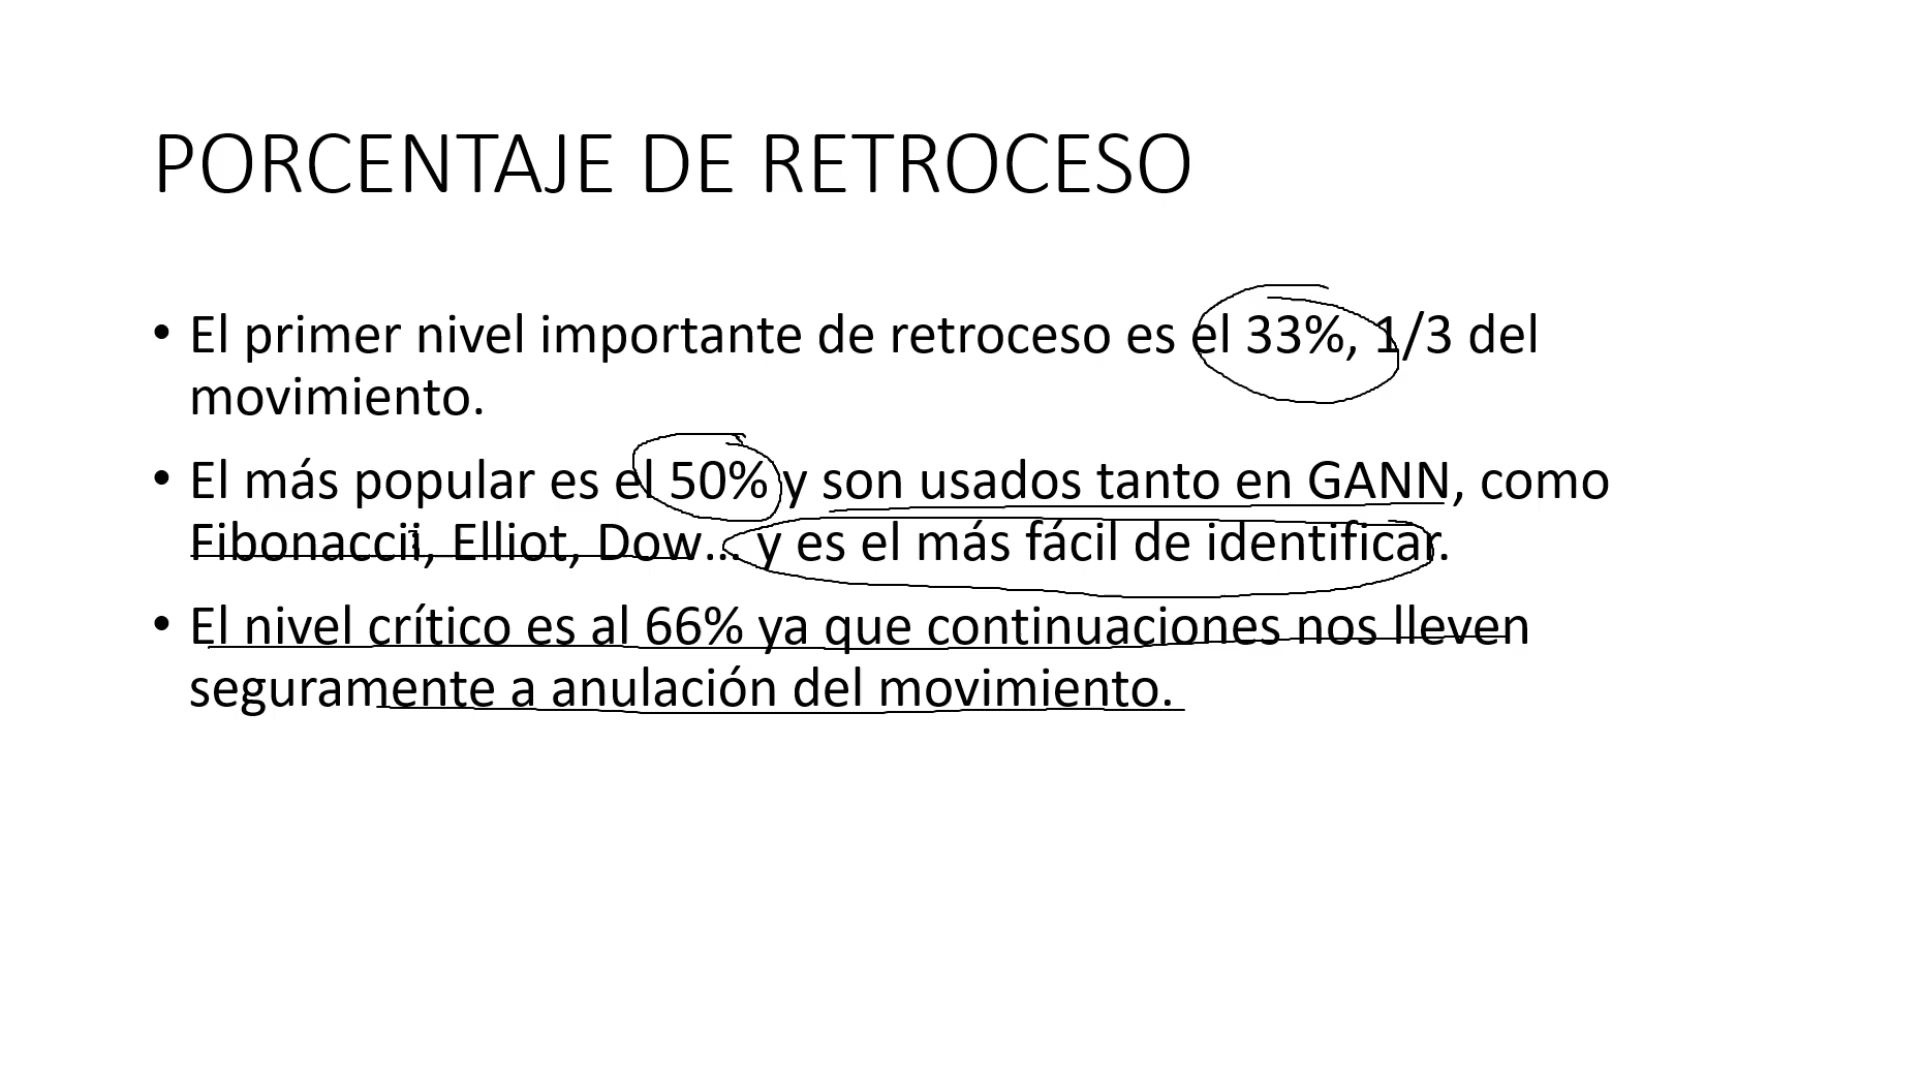 PORCENTAJE DE RETROCESO
• El primer nivel importante de retroceso es el 33%, 1/3 del
movimiento.
• El más popular es el 50% y son usados tanto en GANN, como
Fibonaccii, Elliot, Dow... y es el más fácil de identificar.
• El nivel crítico es al 66% ya que continuaciones nos lleven
seguramente a anulación del movimiento.